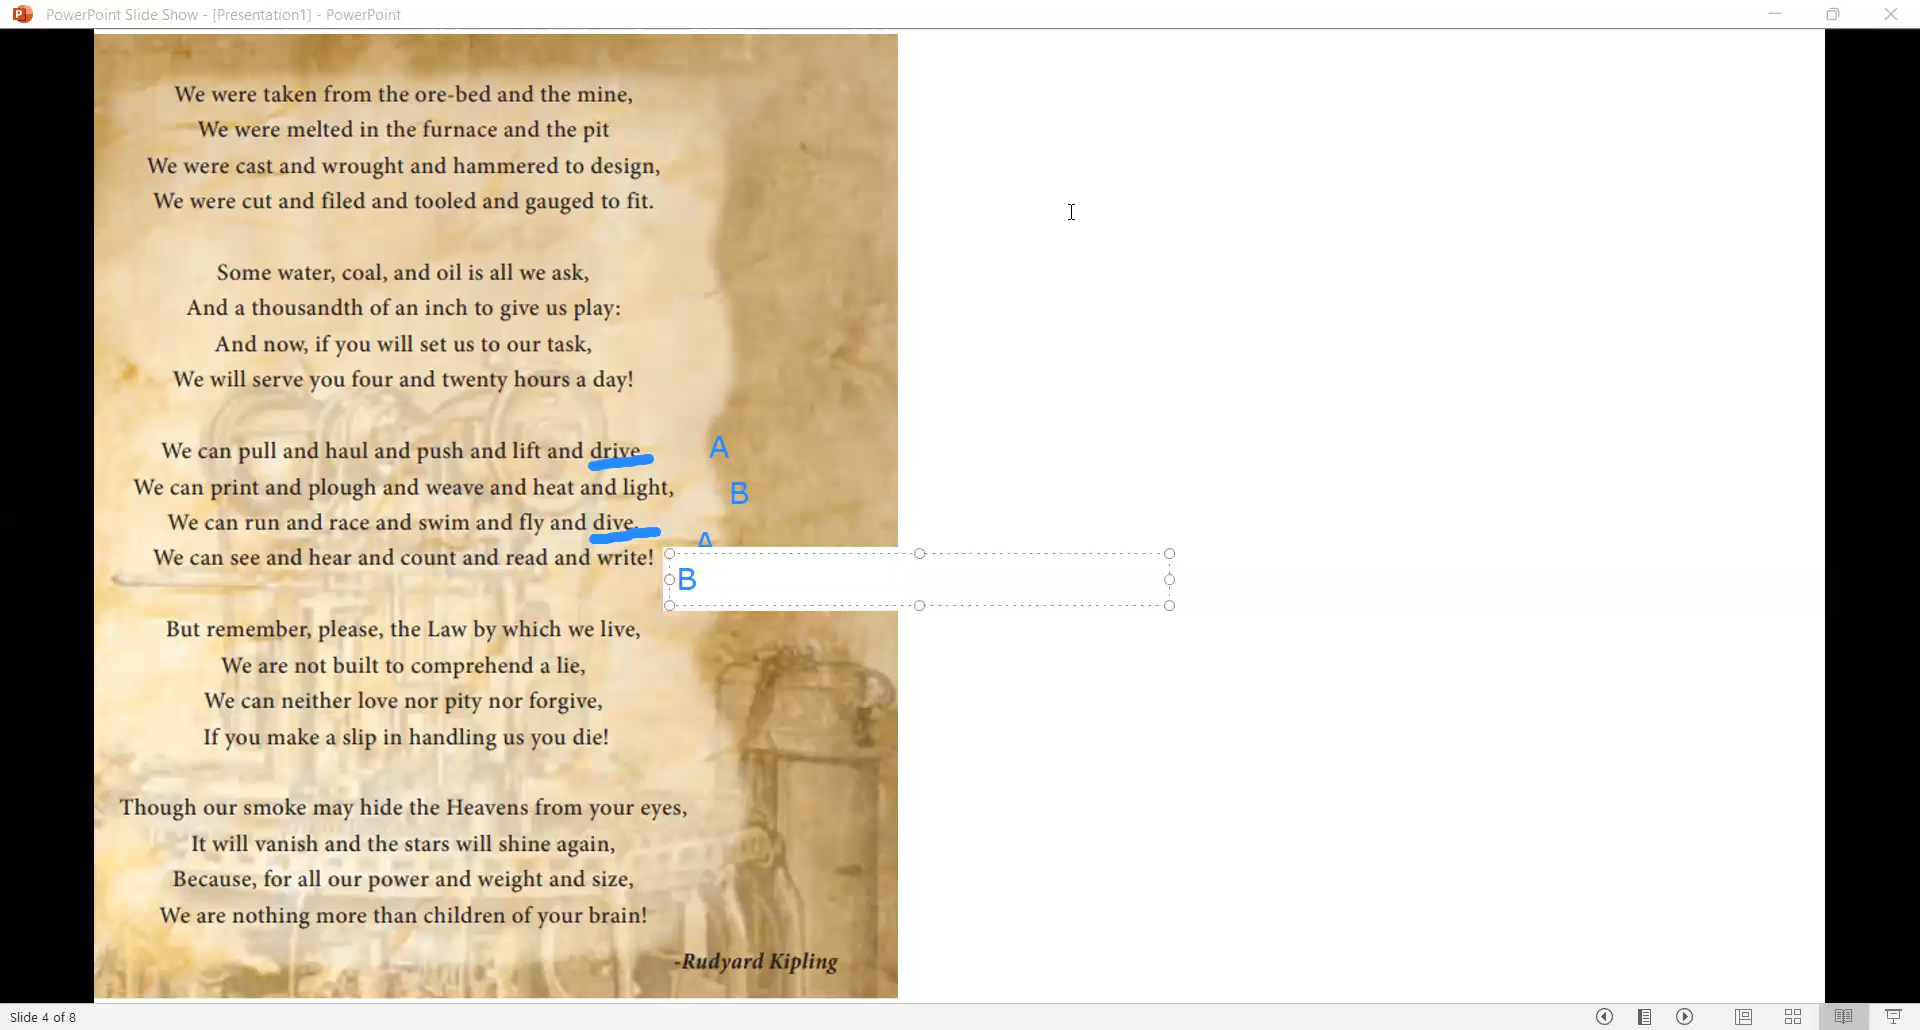 PowerPoint Slide Show - [Presentation1] - PowerPoint
We were taken from the ore-bed and the mine,
We were melted in the furnace and the pit
We were cast and wrought and hammered to design,
We were cut and filed and tooled and gauged to fit.
Some water, coal, and oil is all we ask,
And a thousandth of an inch to give us play:
And now, if you will set us to our task,
We will serve you four and twenty hours a day!
We can pull and haul and push and lift and drive, A
We can print and plough and weave and heat and light, B
We can run and race and swim and fly and dive, A
We can see and hear and count and read and write! B
But remember, please, the Law by which we live,
We are not built to comprehend a lie,
We can neither love nor pity nor forgive,
If you make a slip in handling us you die!
Though our smoke may hide the Heavens from your eyes,
It will vanish and the stars will shine again,
Because, for all our power and weight and size,
We are nothing more than children of your brain!
-Rudyard Kipling
Slide 4 of 8